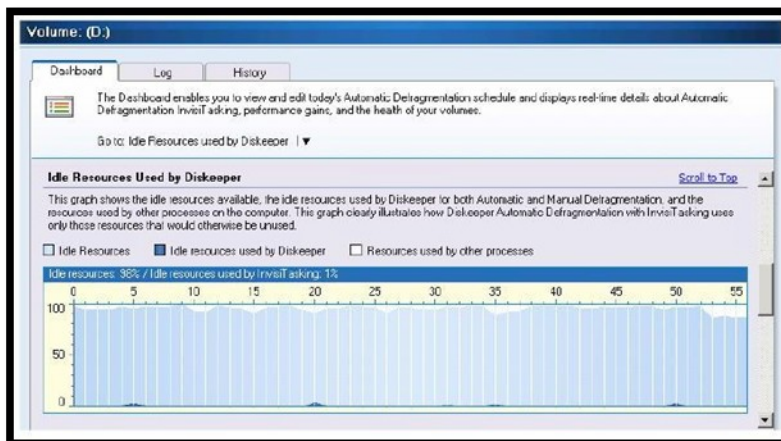 Volume: (D:)
Dashboard Log History
The Dashboard enables you to view and edit today's Automatic Defragmentation schedule and displays real-time details about Automatic
Defragmentation InvisiTasking, performance gains, and the health of your volumes.
Go to: Idle Resources used by Diskeeper
Idle Resources Used by Diskeeper Scroll to Top
This graph shows the idle resources available, the idle resources used by Diskeeper for both Automatic and Manual Defragmentation, and the
resources used by other processes on the computer. This graph clearly illustrates how Diskeeper Automatic Defragmentation with InvisiTasking uses
only those resources that would otherwise be unused.
Idle Resources Idle resources used by Diskeeper Resources used by other processes
Idle resources: 98% / Idle resources used by InvisiTasking: 1%
0 5 10 15 20 25 30 35 40 45 50 55
100
50
0